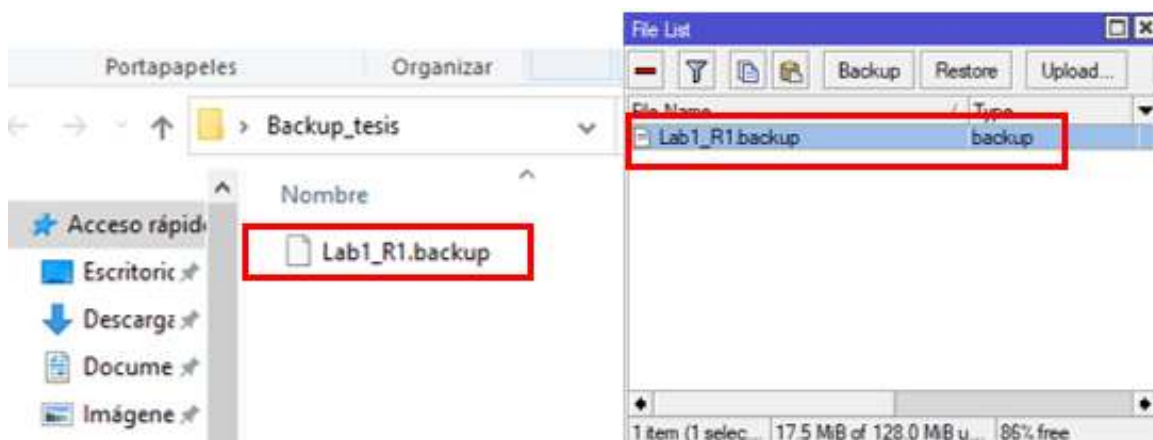 Portapapeles
Organizar
Backup_tesis
Nombre
Lab1_R1.backup
Acceso rápid
Escritoric
Descarga
Docume
Imágene
File List
Backup Restore Upload...
File Name / Type
Lab1_R1.backup backup
1 item (1 selec... 17.5 MiB of 128.0 MiB u... 86% free